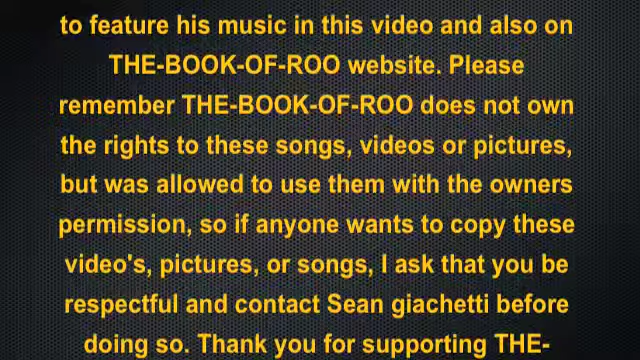 to feature his music in this video and also on
THE-BOOK-OF-ROO website. Please
remember THE-BOOK-OF-ROO does not own
the rights to these songs, videos or pictures,
but was allowed to use them with the owners
permission, so if anyone wants to copy these
video's, pictures, or songs, I ask that you be
respectful and contact Sean giachetti before
doing so. Thank you for supporting THE-